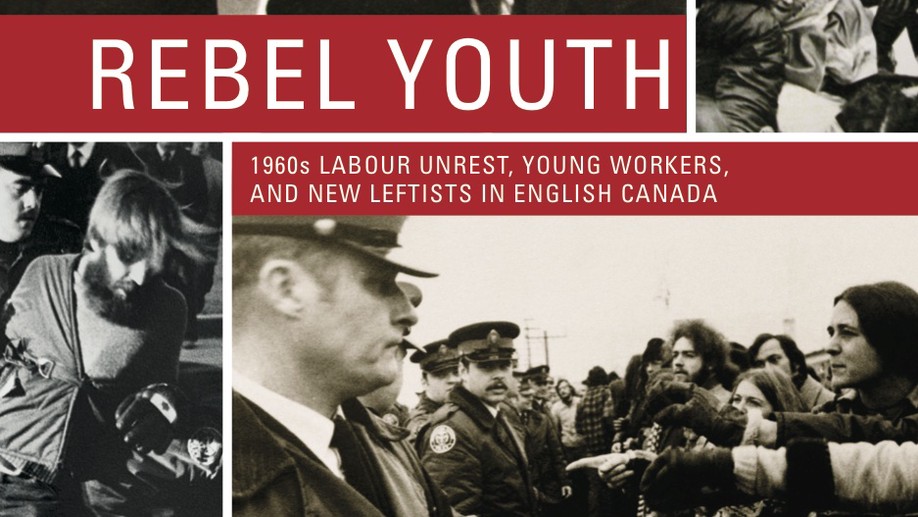 REBEL YOUTH
1960s LABOUR UNREST, YOUNG WORKERS,
AND NEW LEFTISTS IN ENGLISH CANADA